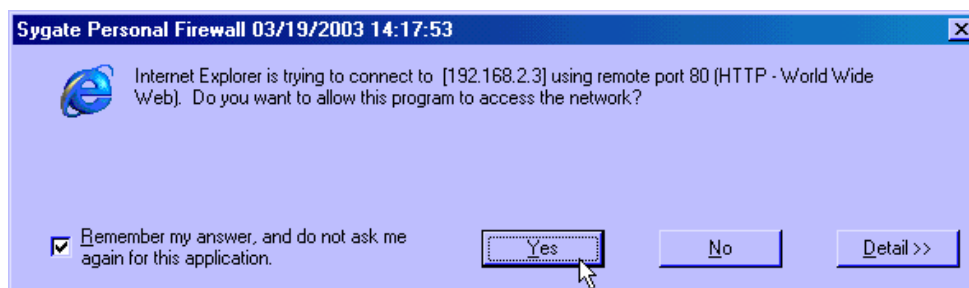 Sygate Personal Firewall 03/19/2003 14:17:53
Internet Explorer is trying to connect to  [192.168.2.3] using remote port 80 (HTTP - World Wide
Web).  Do you want to allow this program to access the network?
Remember my answer, and do not ask me
again for this application.
Yes
No
Detail >>